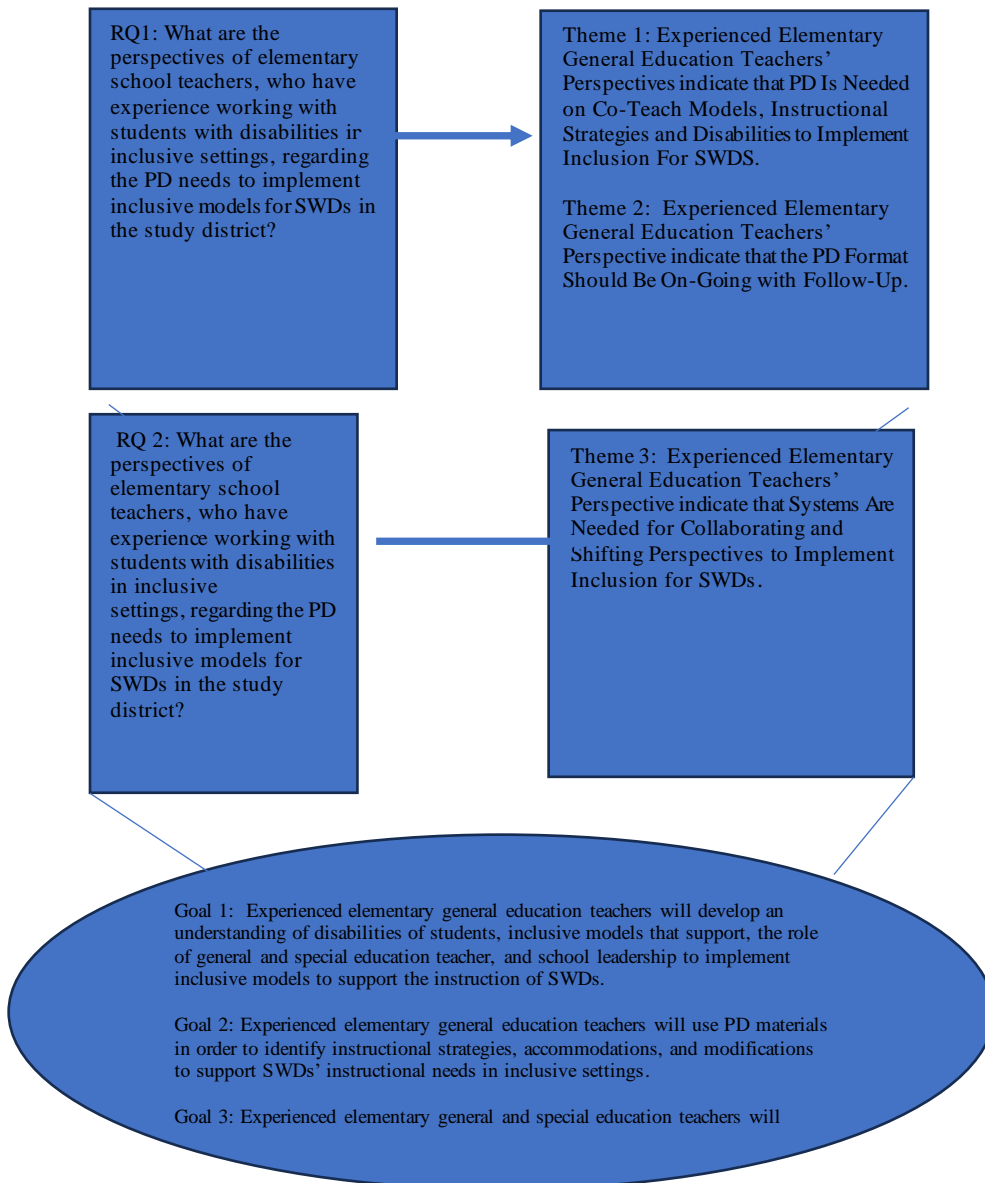 RQ1: What are the
perspectives of elementary
school teachers, who have
experience working with
students with disabilities ir
inclusive settings, regarding
the PD needs to implement
inclusive models for SWDs in
the study district?
Theme 1: Experienced Elementary
General Education Teachers’
Perspectives indicate that PD Is Needed
on Co-Teach Models, Instructional
Strategies and Disabilities to Implement
Inclusion For SWDS.
Theme 2: Experienced Elementary
General Education Teachers’
Perspective indicate that the PD Format
Should Be On-Going with Follow-Up.
RQ 2: What are the
perspectives of
elementary school
teachers, who have
experience working with
students with disabilities
in inclusive
settings, regarding the PD
needs to implement
inclusive models for
SWDs in the study
district?
Theme 3: Experienced Elementary
General Education Teachers’
Perspective indicate that Systems Are
Needed for Collaborating and
Shifting Perspectives to Implement
Inclusion for SWDs.
Goal 1: Experienced elementary general education teachers will develop an
understanding of disabilities of students, inclusive models that support, the role
of general and special education teacher, and school leadership to implement
inclusive models to support the instruction of SWDs.
Goal 2: Experienced elementary general education teachers will use PD materials
in order to identify instructional strategies, accommodations, and modifications
to support SWDs’ instructional needs in inclusive settings.
Goal 3: Experienced elementary general and special education teachers will